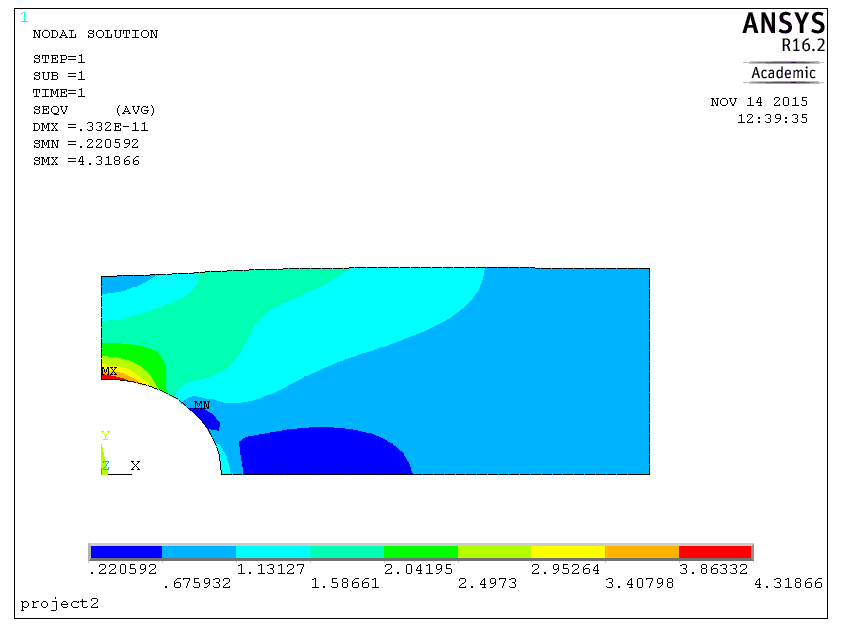 1
NODAL SOLUTION
STEP=1
SUB =1
TIME=1
SEQV     (AVG)
DMX =.332E-11
SMN =.220592
SMX =4.31866
ANSYS
R16.2
Academic
NOV 14 2015
12:39:35
MX
MN
Y
Z X
.220592 1.13127 2.04195 2.95264 3.86332
.675932 1.58661 2.4973 3.40798 4.31866
project2